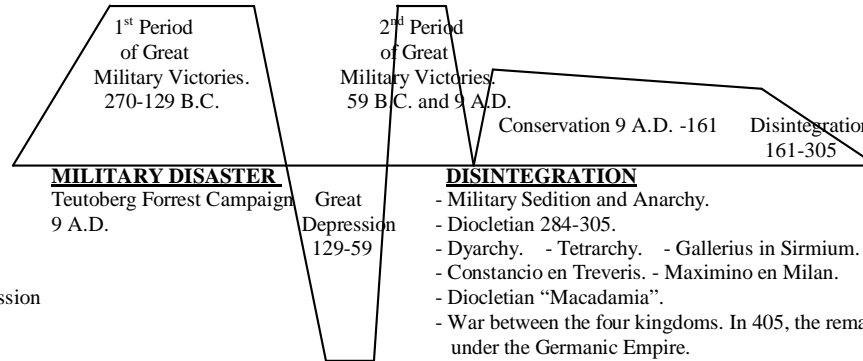 1st Period
of Great
Military Victories.
270-129 B.C.
2nd Period
of Great
Military Victories.
59 B.C. and 9 A.D.
Conservation 9 A.D. -161
Disintegration
161-305
MILITARY DISASTER
Teutoberg Forrest Campaign
9 A.D.
Great
Depression
129-59
DISINTEGRATION
- Military Sedition and Anarchy.
- Diocletian 284-305.
- Dyarchy. - Tetrarchy. - Gallerius in Sirmium.
- Constancio en Treveris. - Maximino en Milan.
- Diocletian “Macadamia”.
- War between the four kingdoms. In 405, the rema
under the Germanic Empire.
ssion